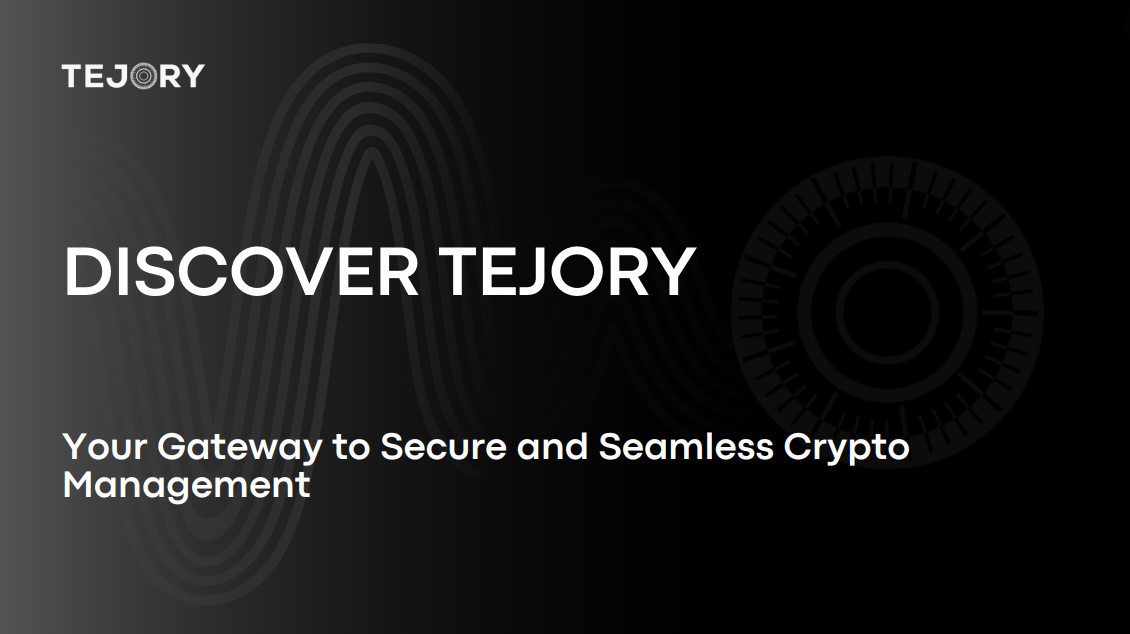 TEJORY
DISCOVER TEJORY
Your Gateway to Secure and Seamless Crypto
Management